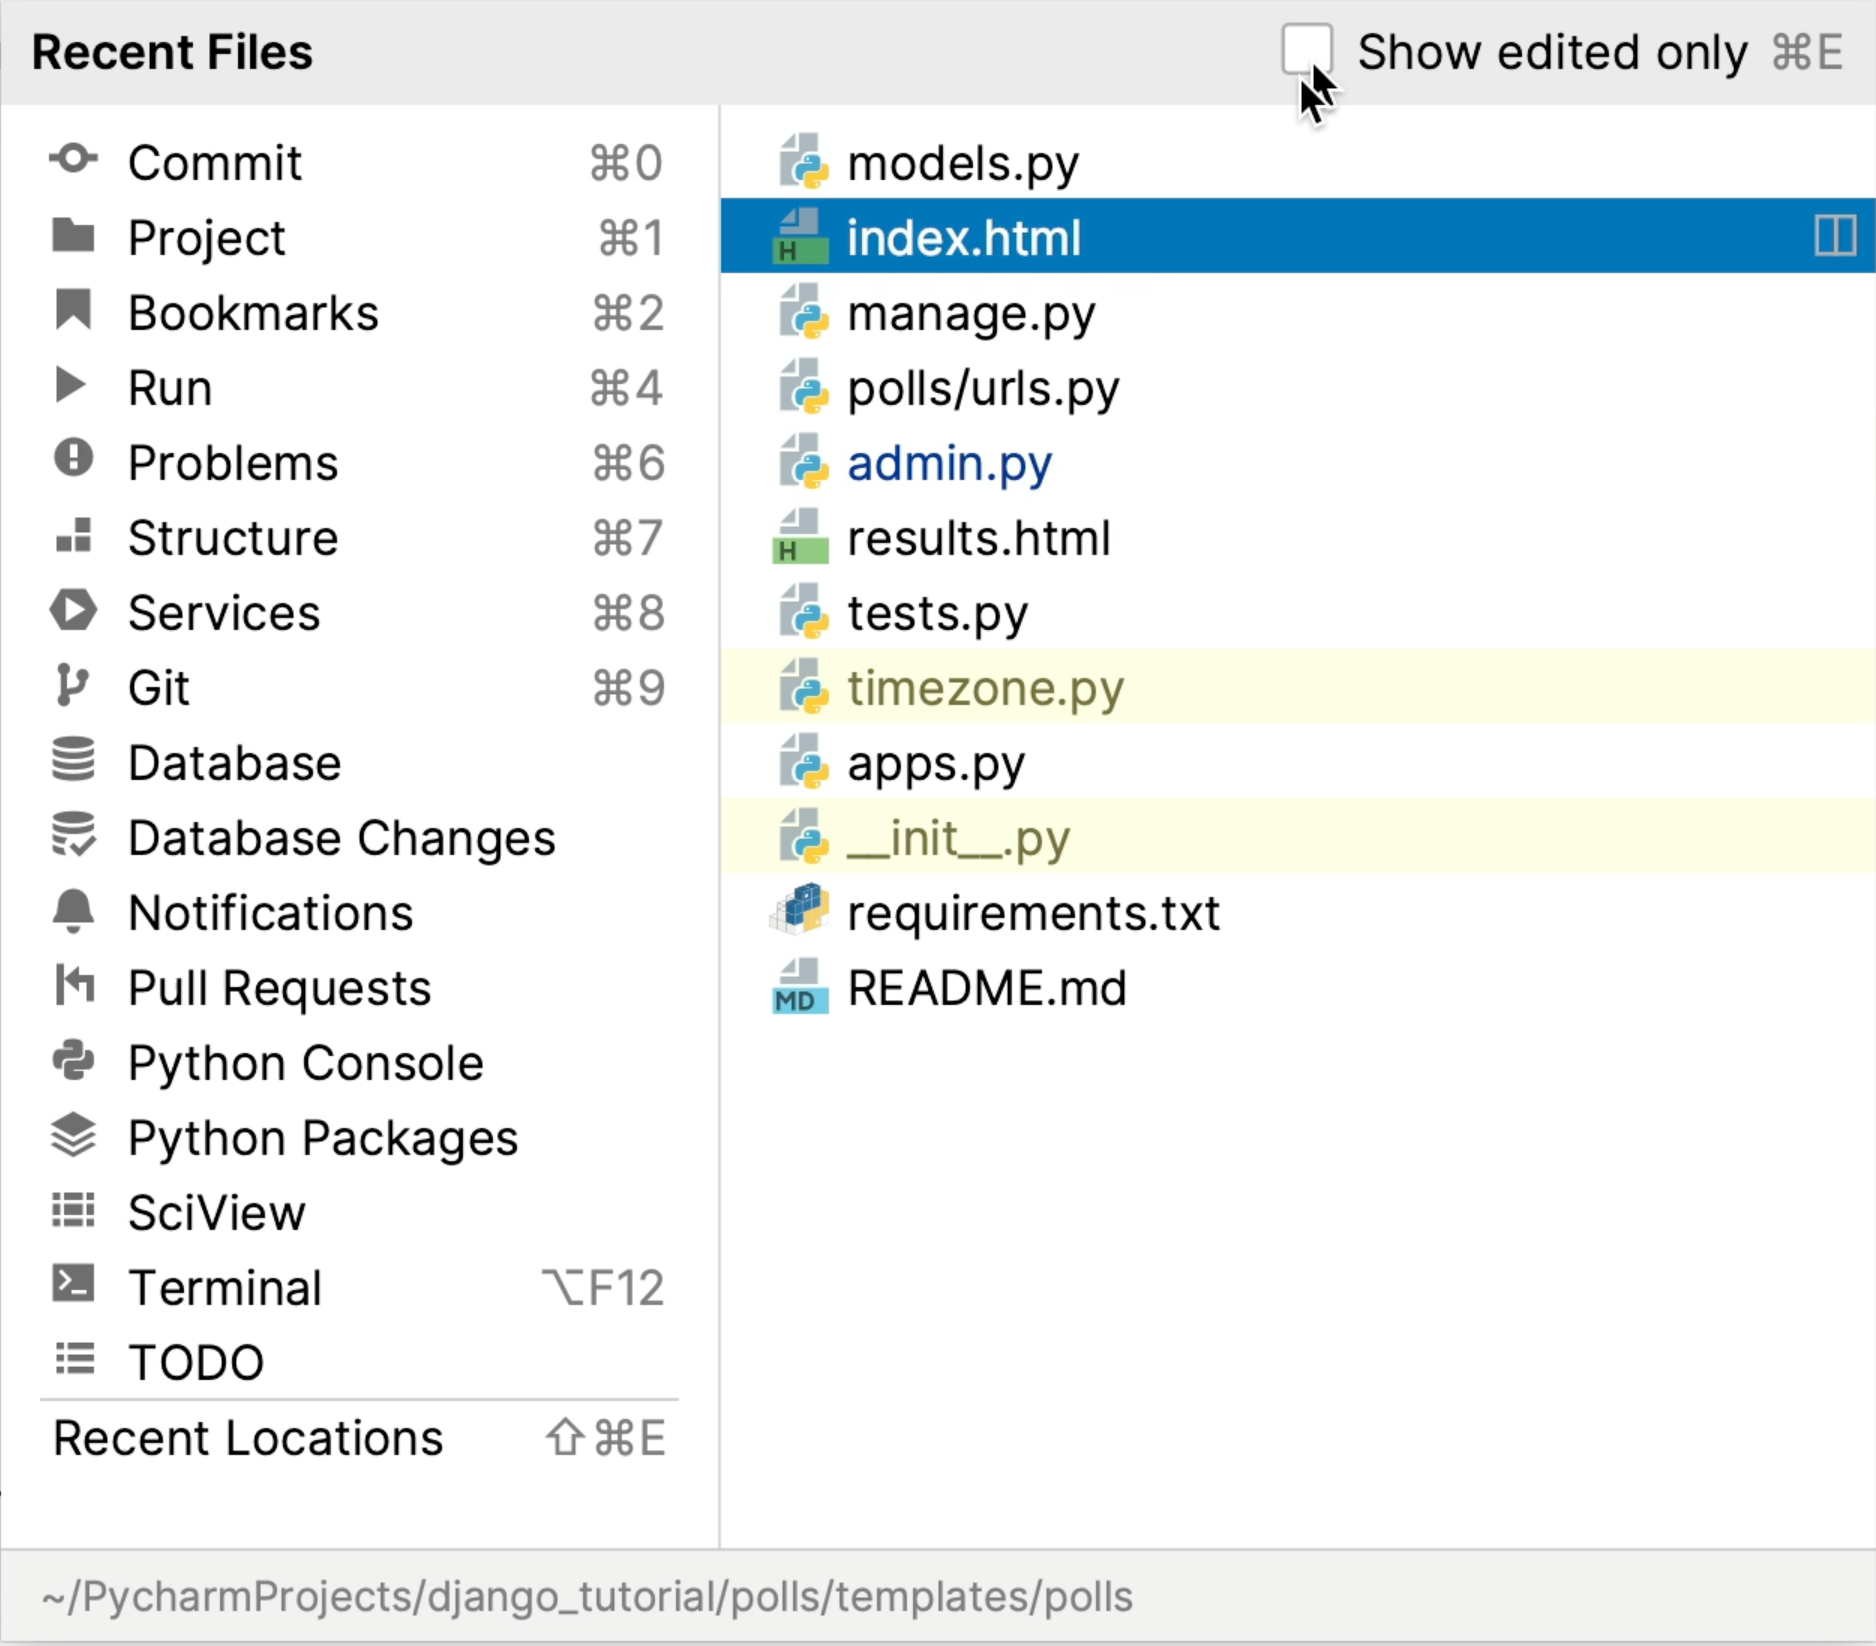 Recent Files
Show edited only ⌘E
Commit ⌘0
Project ⌘1
Bookmarks ⌘2
Run ⌘4
Problems ⌘6
Structure ⌘7
Services ⌘8
Git ⌘9
Database
Database Changes
Notifications
Pull Requests
Python Console
Python Packages
SciView
Terminal ⌥F12
TODO
Recent Locations ⇧⌘E
models.py
H index.html
manage.py
polls/urls.py
admin.py
H results.html
tests.py
timezone.py
apps.py
__init__.py
requirements.txt
MD README.md
~/PycharmProjects/django_tutorial/polls/templates/polls